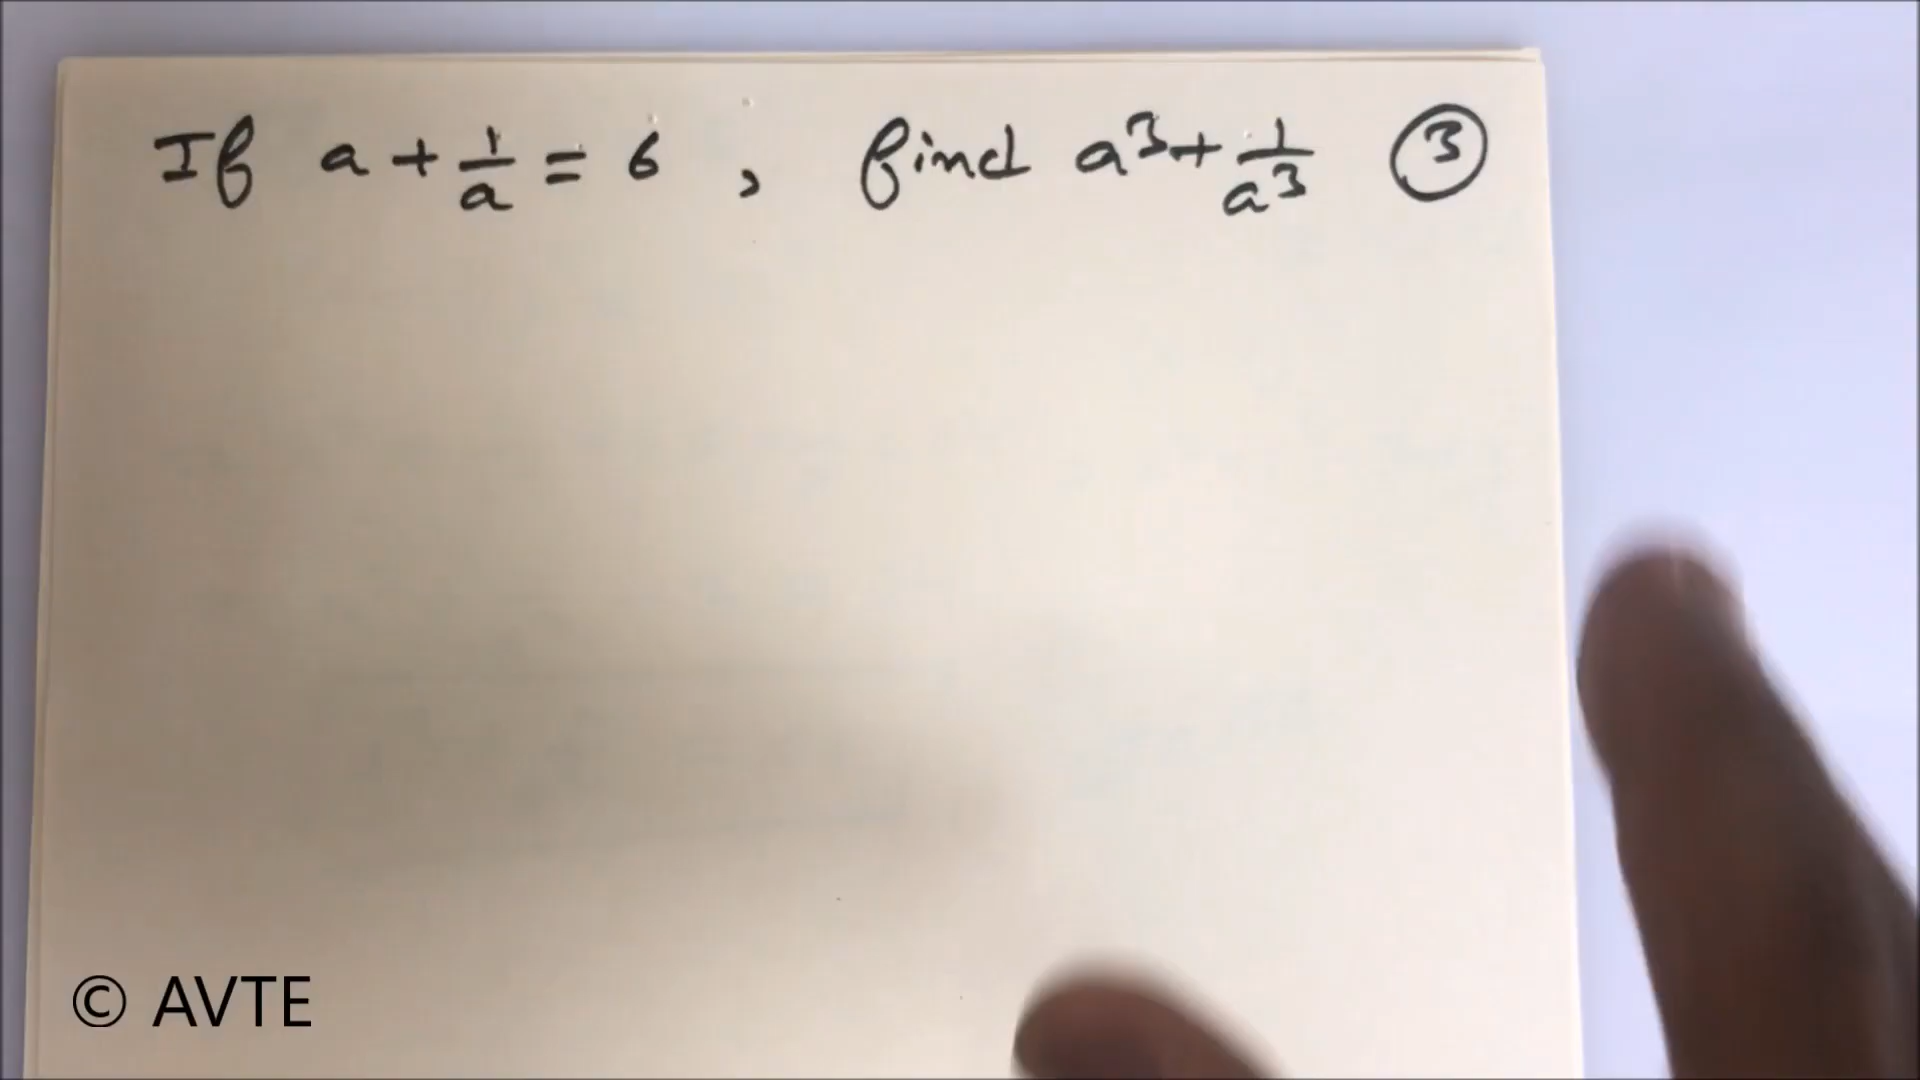 If a + 1/a = 6 , find a³ + 1/a³ ③
© AVTE